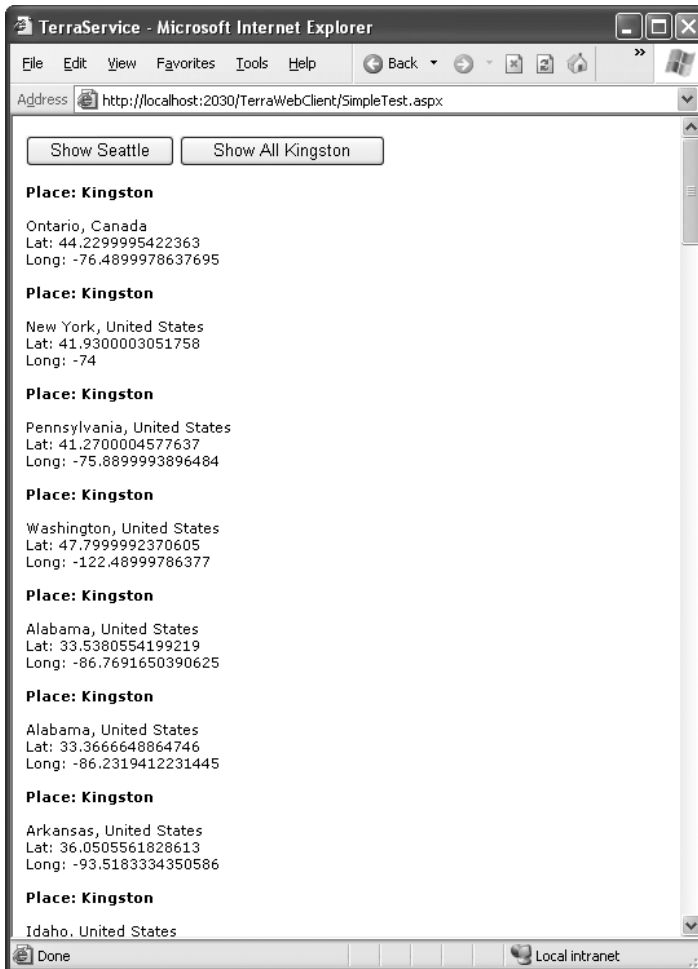 TerraService - Microsoft Internet Explorer
File Edit View Favorites Tools Help Back »
Address http://localhost:2030/TerraWebClient/SimpleTest.aspx
Show Seattle Show All Kingston
Place: Kingston
Ontario, Canada
Lat: 44.2299995422363
Long: -76.4899978637695
Place: Kingston
New York, United States
Lat: 41.9300003051758
Long: -74
Place: Kingston
Pennsylvania, United States
Lat: 41.2700004577637
Long: -75.8899993896484
Place: Kingston
Washington, United States
Lat: 47.7999992370605
Long: -122.48999786377
Place: Kingston
Alabama, United States
Lat: 33.5380554199219
Long: -86.7691650390625
Place: Kingston
Alabama, United States
Lat: 33.3666648864746
Long: -86.2319412231445
Place: Kingston
Arkansas, United States
Lat: 36.0505561828613
Long: -93.5183334350586
Place: Kingston
Idaho, United States
Done Local intranet